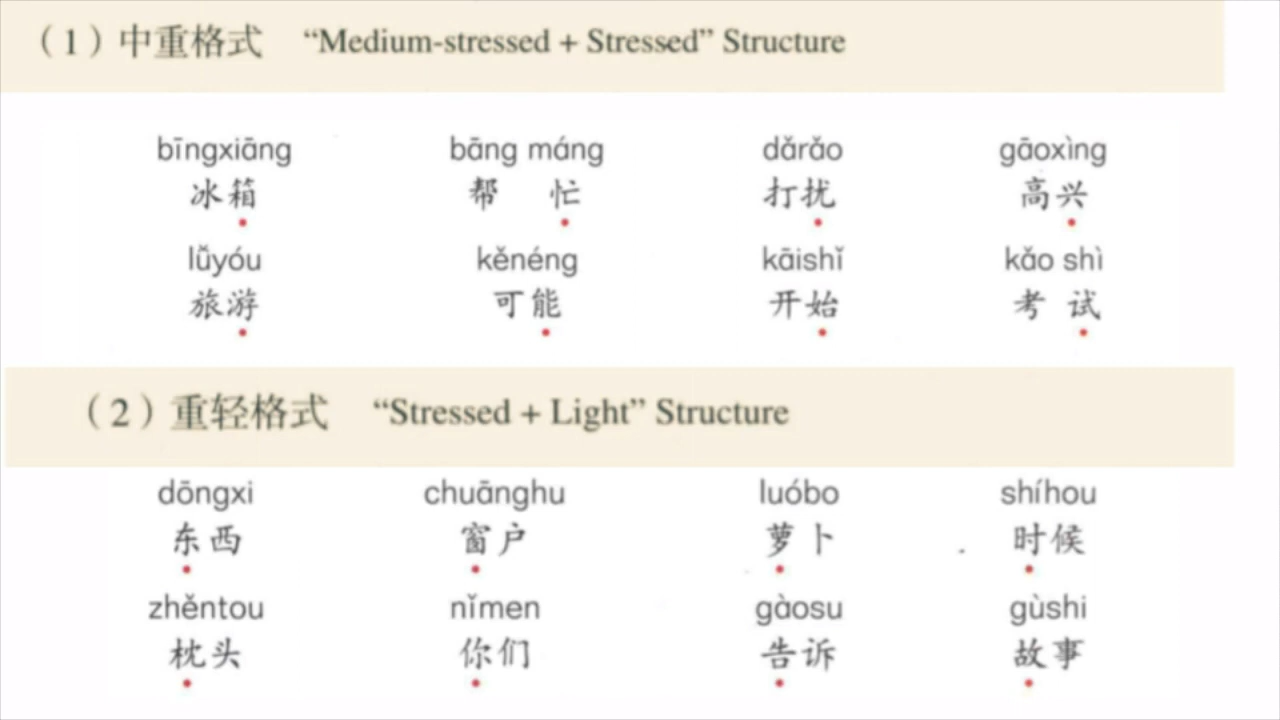 （1）中重格式 “Medium-stressed + Stressed” Structure
bīngxiāng bāng máng dǎrǎo gāoxìng
冰箱 帮 忙 打扰 高兴
lǚyóu kěnéng kāishǐ kǎo shì
旅游 可能 开始 考 试
（2）重轻格式 “Stressed + Light” Structure
dōngxi chuānghu luóbo shíhou
东西 窗户 萝卜 时候
zhěntou nǐmen gàosu gùshi
枕头 你们 告诉 故事